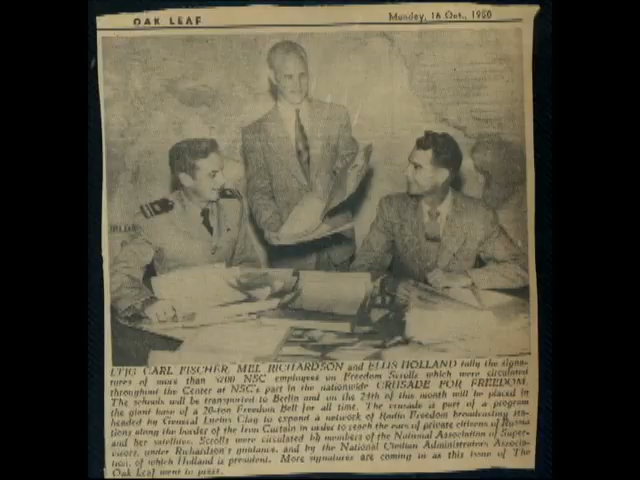 OAK LEAF
Monday, 16 Oct., 1950
LTJG CARL FISCHER, MEL RICHARDSON and ELLIS HOLLAND tally the signa-
tures of more than NSC employees on Freedom Scrolls which were circulated
throughout the Center at NSC's part in the nationwide CRUSADE FOR FREEDOM.
The schools will be transported to Berlin and on the 24th of this month will be placed in
the giant base of a 20-ton Freedom Bell for all time. The crusade is part of a program
headed by General Lucius Clay to expand a network of Radio Freedom broadcasting sta-
tions along the border of the Iron Curtain in order to reach the ears of private citizens of Russia
and her satellites. Scrolls were circulated by members of the National Association of Super-
visors, under Richardson's guidance, and by the National Civilian Administrators Associa-
tion, of which Holland is president. More signatures are coming in as this issue of The
Oak Leaf went to press.